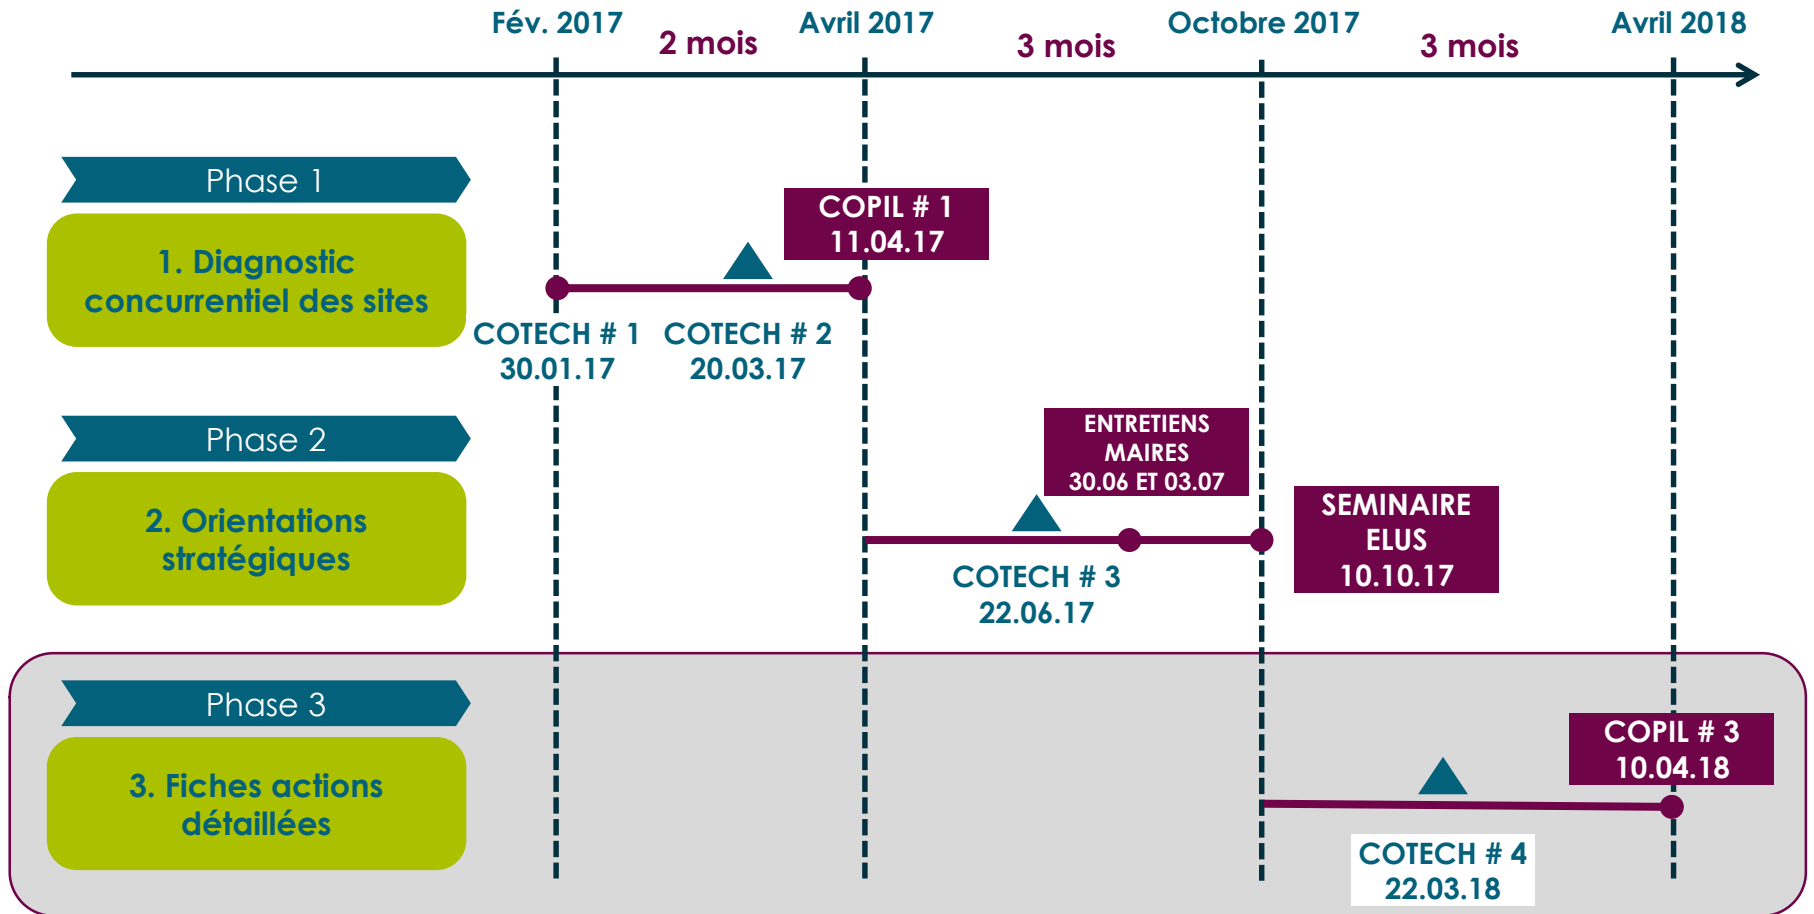 Fév. 2017
2 mois
Avril 2017
3 mois
Octobre 2017
3 mois
Avril 2018
Phase 1
1. Diagnostic
concurrentiel des sites
COPIL # 1
11.04.17
COTECH # 1
30.01.17
COTECH # 2
20.03.17
Phase 2
2. Orientations
stratégiques
ENTRETIENS
MAIRES
30.06 ET 03.07
SEMINAIRE
ELUS
10.10.17
COTECH # 3
22.06.17
Phase 3
3. Fiches actions
détaillées
COPIL # 3
10.04.18
COTECH # 4
22.03.18